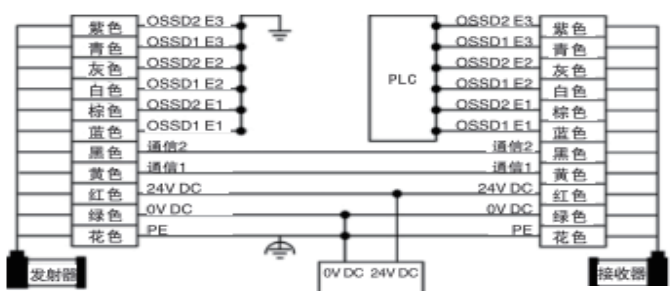 紫色 OSSD2 E3 OSSD2 E3 紫色
青色 OSSD1 E3 OSSD1 E3 青色
灰色 OSSD2 E2 OSSD2 E2 灰色
白色 OSSD1 E2 PLC OSSD1 E2 白色
棕色 OSSD2 E1 OSSD2 E1 棕色
蓝色 OSSD1 E1 OSSD1 E1 蓝色
黑色 通信2 通信2 黑色
黄色 通信1 通信1 黄色
红色 24V DC 24V DC 红色
绿色 0V DC 0V DC 绿色
花色 PE PE 花色
发射器 0V DC 24V DC 接收器